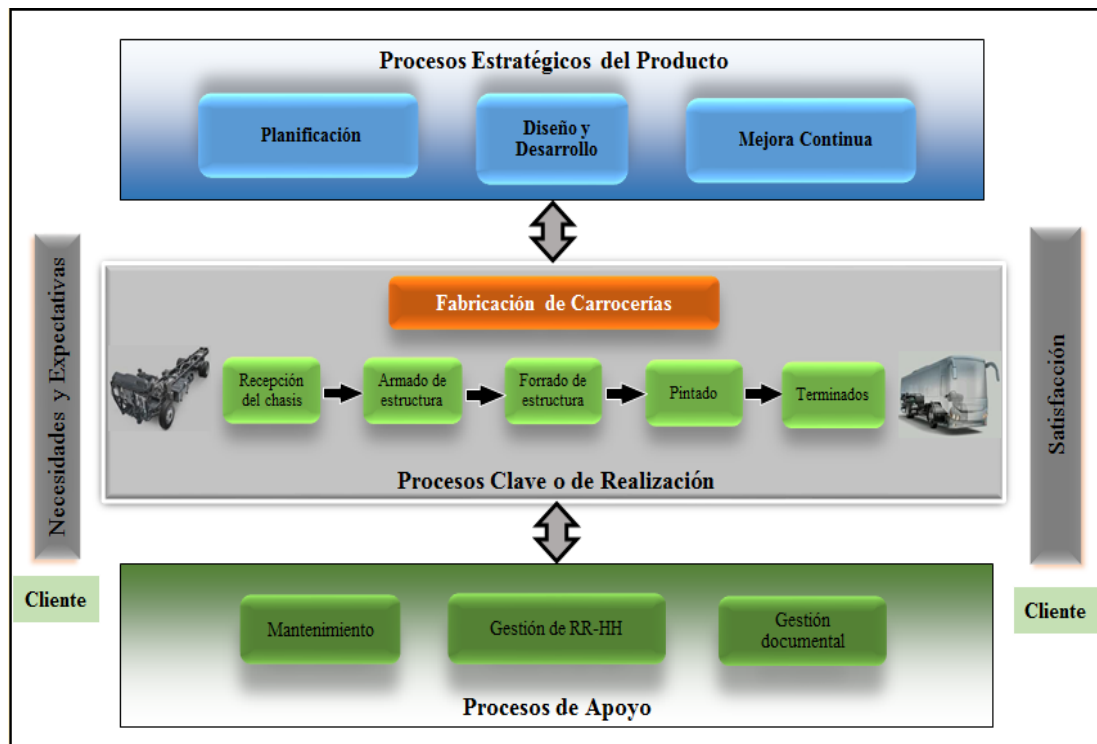 Procesos Estratégicos del Producto
Planificación
Diseño y
Desarrollo
Mejora Continua
Necesidades y Expectativas
Cliente
Fabricación de Carrocerías
Recepción
del chasis
Armado de
estructura
Forrado de
estructura
Pintado
Terminados
Procesos Clave o de Realización
Satisfacción
Cliente
Mantenimiento
Gestión de RR-HH
Gestión
documental
Procesos de Apoyo